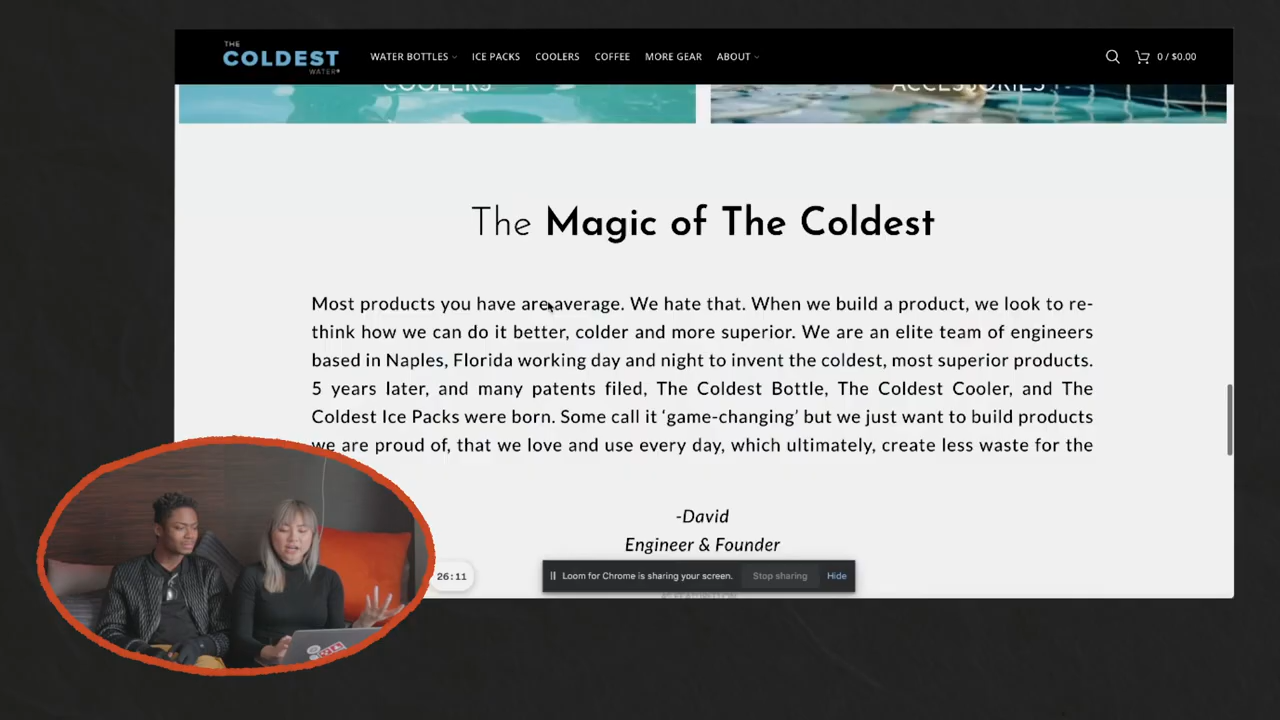 THE
COLDEST
WATER®
WATER BOTTLES
ICE PACKS
COOLERS
COFFEE
MORE GEAR
ABOUT
0 / $0.00
COOLERS
ACCESSORIES
The Magic of The Coldest
Most products you have are average. We hate that. When we build a product, we look to re-
think how we can do it better, colder and more superior. We are an elite team of engineers
based in Naples, Florida working day and night to invent the coldest, most superior products.
5 years later, and many patents filed, The Coldest Bottle, The Coldest Cooler, and The
Coldest Ice Packs were born. Some call it ‘game-changing’ but we just want to build products
we are proud of, that we love and use every day, which ultimately, create less waste for the
-David
Engineer & Founder
26:11
Loom for Chrome is sharing your screen.
Stop sharing
Hide